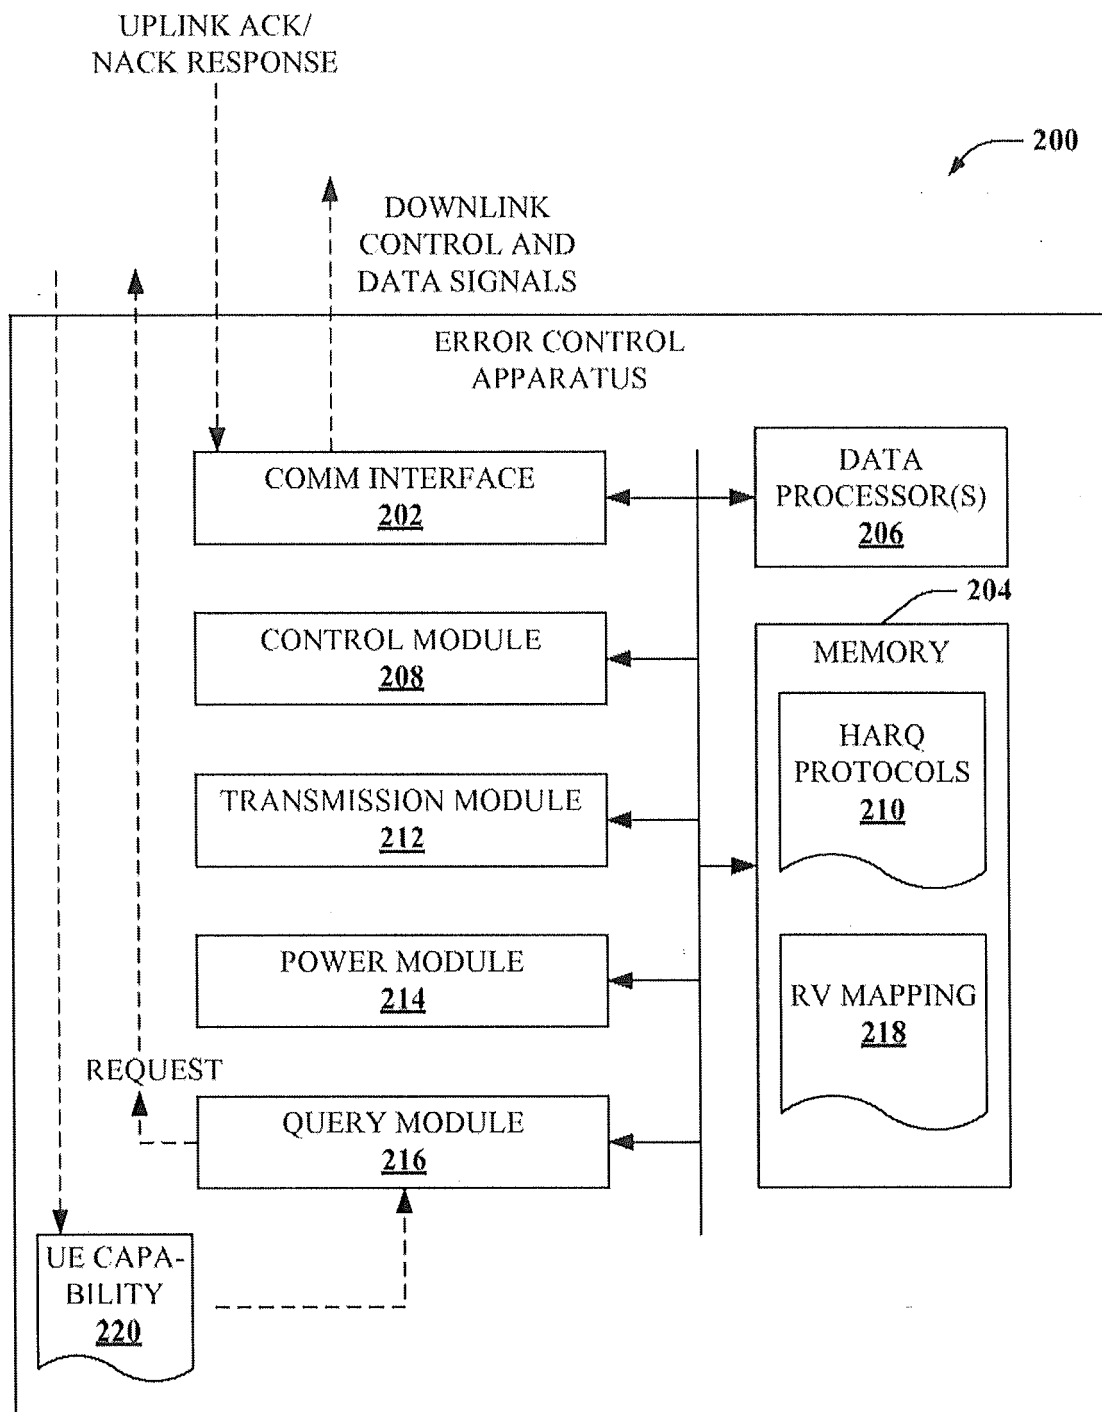 UPLINK ACK/
NACK RESPONSE
200
DOWNLINK
CONTROL AND
DATA SIGNALS
ERROR CONTROL
APPARATUS
COMM INTERFACE
202
DATA
PROCESSOR(S)
206
204
CONTROL MODULE
208
MEMORY
HARQ
PROTOCOLS
210
TRANSMISSION MODULE
212
POWER MODULE
214
RV MAPPING
218
REQUEST
QUERY MODULE
216
UE CAPA-
BILITY
220